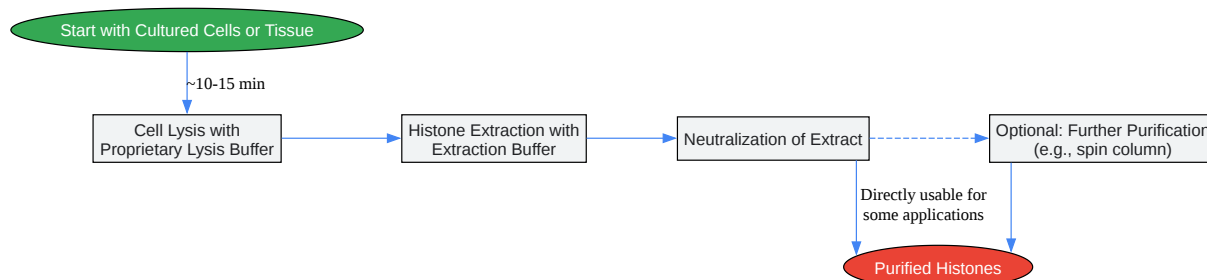 Start with Cultured Cells or Tissue
~10-15 min
Cell Lysis with
Proprietary Lysis Buffer
Histone Extraction with
Extraction Buffer
Neutralization of Extract
Optional: Further Purification
(e.g., spin column)
Directly usable for
some applications
Purified Histones